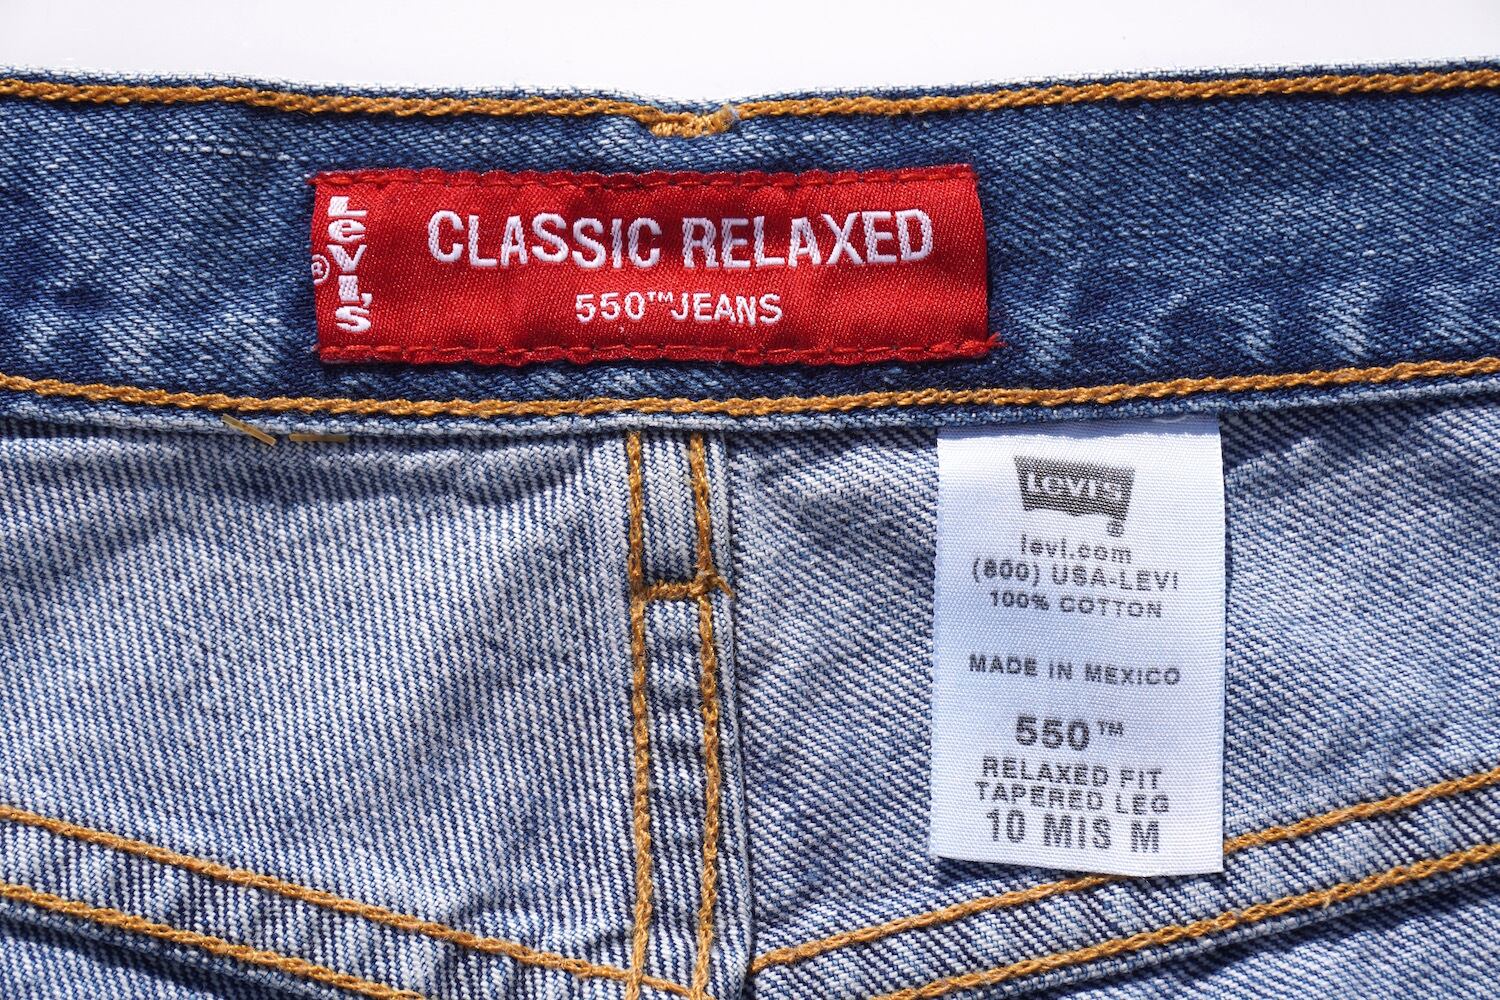 LEVI'S®
CLASSIC RELAXED
550™ JEANS
LEVI'S
levi.com
(800) USA-LEVI
100% COTTON
MADE IN MEXICO
550™
RELAXED FIT
TAPERED LEG
10 MIS M